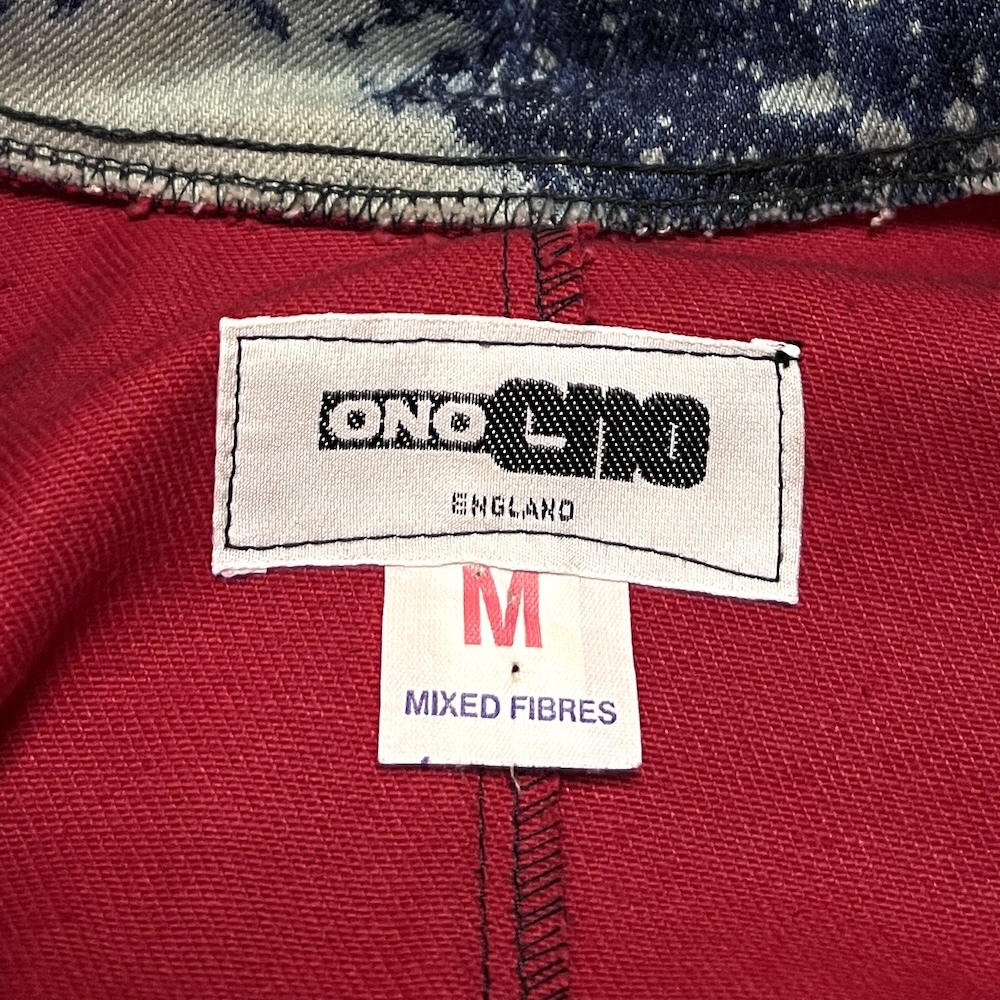 ONO
ENGLAND
M
MIXED FIBRES